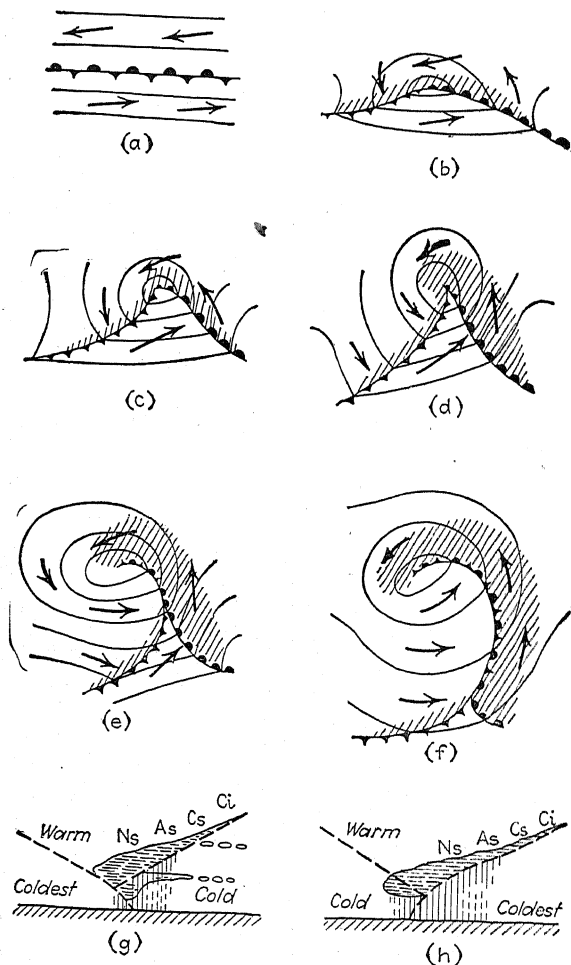 (a)
(b)
(c)
(d)
(e)
(f)
Warm Ns As Cs Ci
Coldest Cold
(g)
Warm Ns As Cs Ci
Cold Coldest
(h)